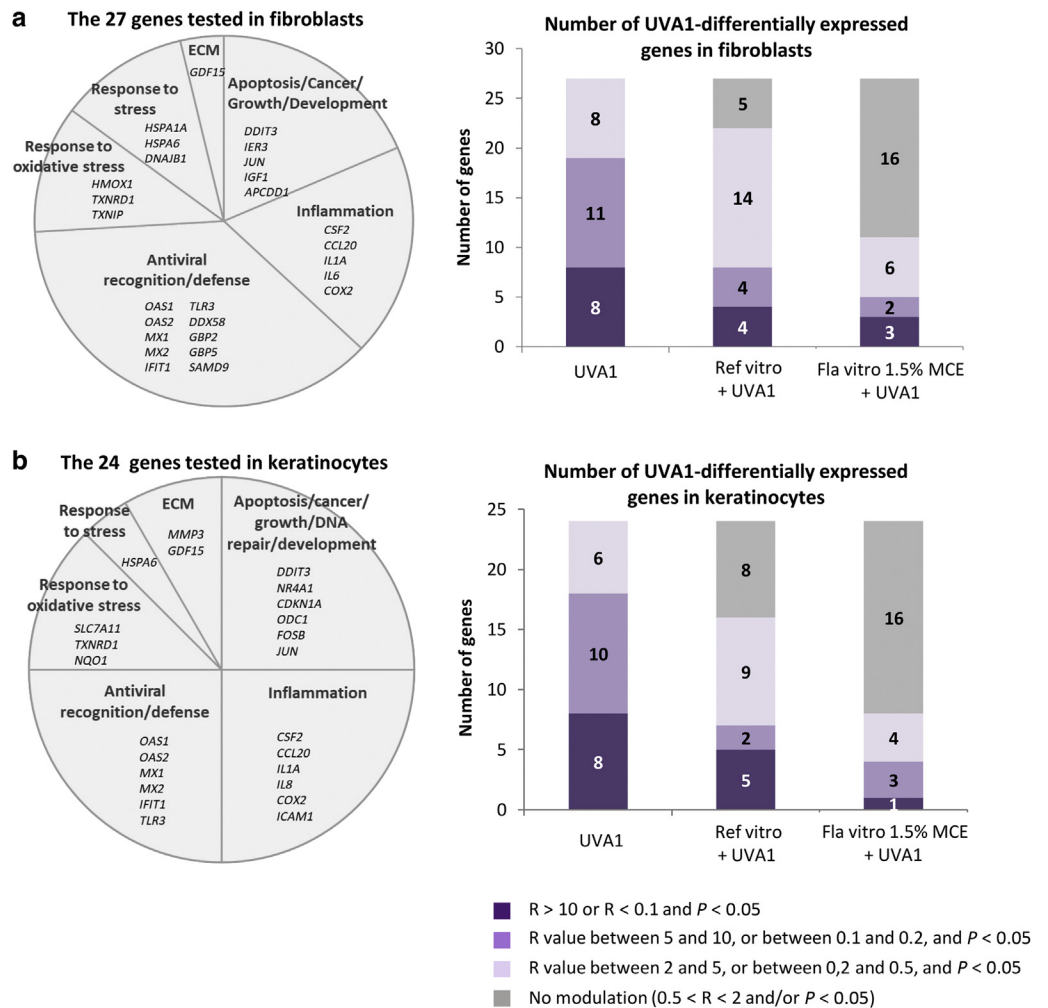 a
The 27 genes tested in fibroblasts
ECM
GDF15
Apoptosis/Cancer/
Growth/Development
DDIT3
IER3
JUN
IGF1
APCDD1
Response to
stress
HSPA1A
HSPA6
DNAJB1
Response to
oxidative stress
HMOX1
TXNRD1
TXNIP
Inflammation
CSF2
CCL20
IL1A
IL6
COX2
Antiviral
recognition/defense
OAS1 TLR3
OAS2 DDX58
MX1 GBP2
MX2 GBP5
IFIT1 SAMD9
Number of UVA1-differentially expressed
genes in fibroblasts
Number of genes
30
25
20
15
10
5
0
8
11
8
5
14
4
4
16
6
2
3
UVA1
Ref vitro
+ UVA1
Fla vitro 1.5% MCE
+ UVA1
b
The 24 genes tested in keratinocytes
ECM
MMP3
GDF15
Apoptosis/cancer/
growth/DNA
repair/development
DDIT3
NR4A1
CDKN1A
ODC1
FOSB
JUN
Response
to stress
HSPA6
Response to
oxidative stress
SLC7A11
TXNRD1
NQO1
Antiviral
recognition/defense
OAS1
OAS2
MX1
MX2
IFIT1
TLR3
Inflammation
CSF2
CCL20
IL1A
IL8
COX2
ICAM1
Number of UVA1-differentially expressed
genes in keratinocytes
Number of genes
25
20
15
10
5
0
6
10
8
8
9
2
5
16
4
3
1
UVA1
Ref vitro
+ UVA1
Fla vitro 1.5% MCE
+ UVA1
R > 10 or R < 0.1 and P < 0.05
R value between 5 and 10, or between 0.1 and 0.2, and P < 0.05
R value between 2 and 5, or between 0,2 and 0.5, and P < 0.05
No modulation (0.5 < R < 2 and/or P < 0.05)